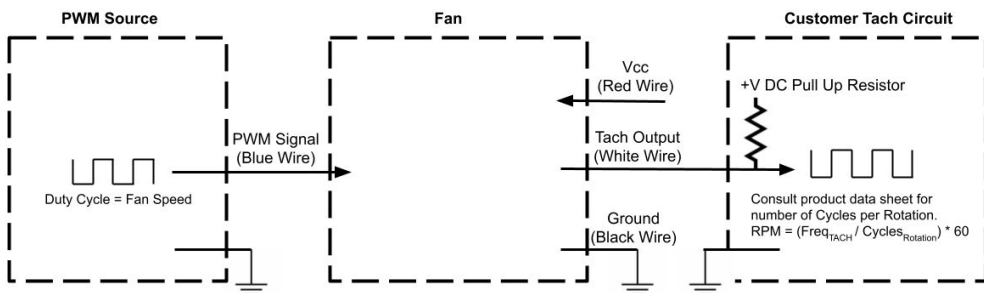 PWM Source
Fan
Customer Tach Circuit
Vcc
(Red Wire)
+V DC Pull Up Resistor
PWM Signal
(Blue Wire)
Tach Output
(White Wire)
Duty Cycle = Fan Speed
Consult product data sheet for
number of Cycles per Rotation.
RPM = (FreqTACH / CyclesRotation) * 60
Ground
(Black Wire)